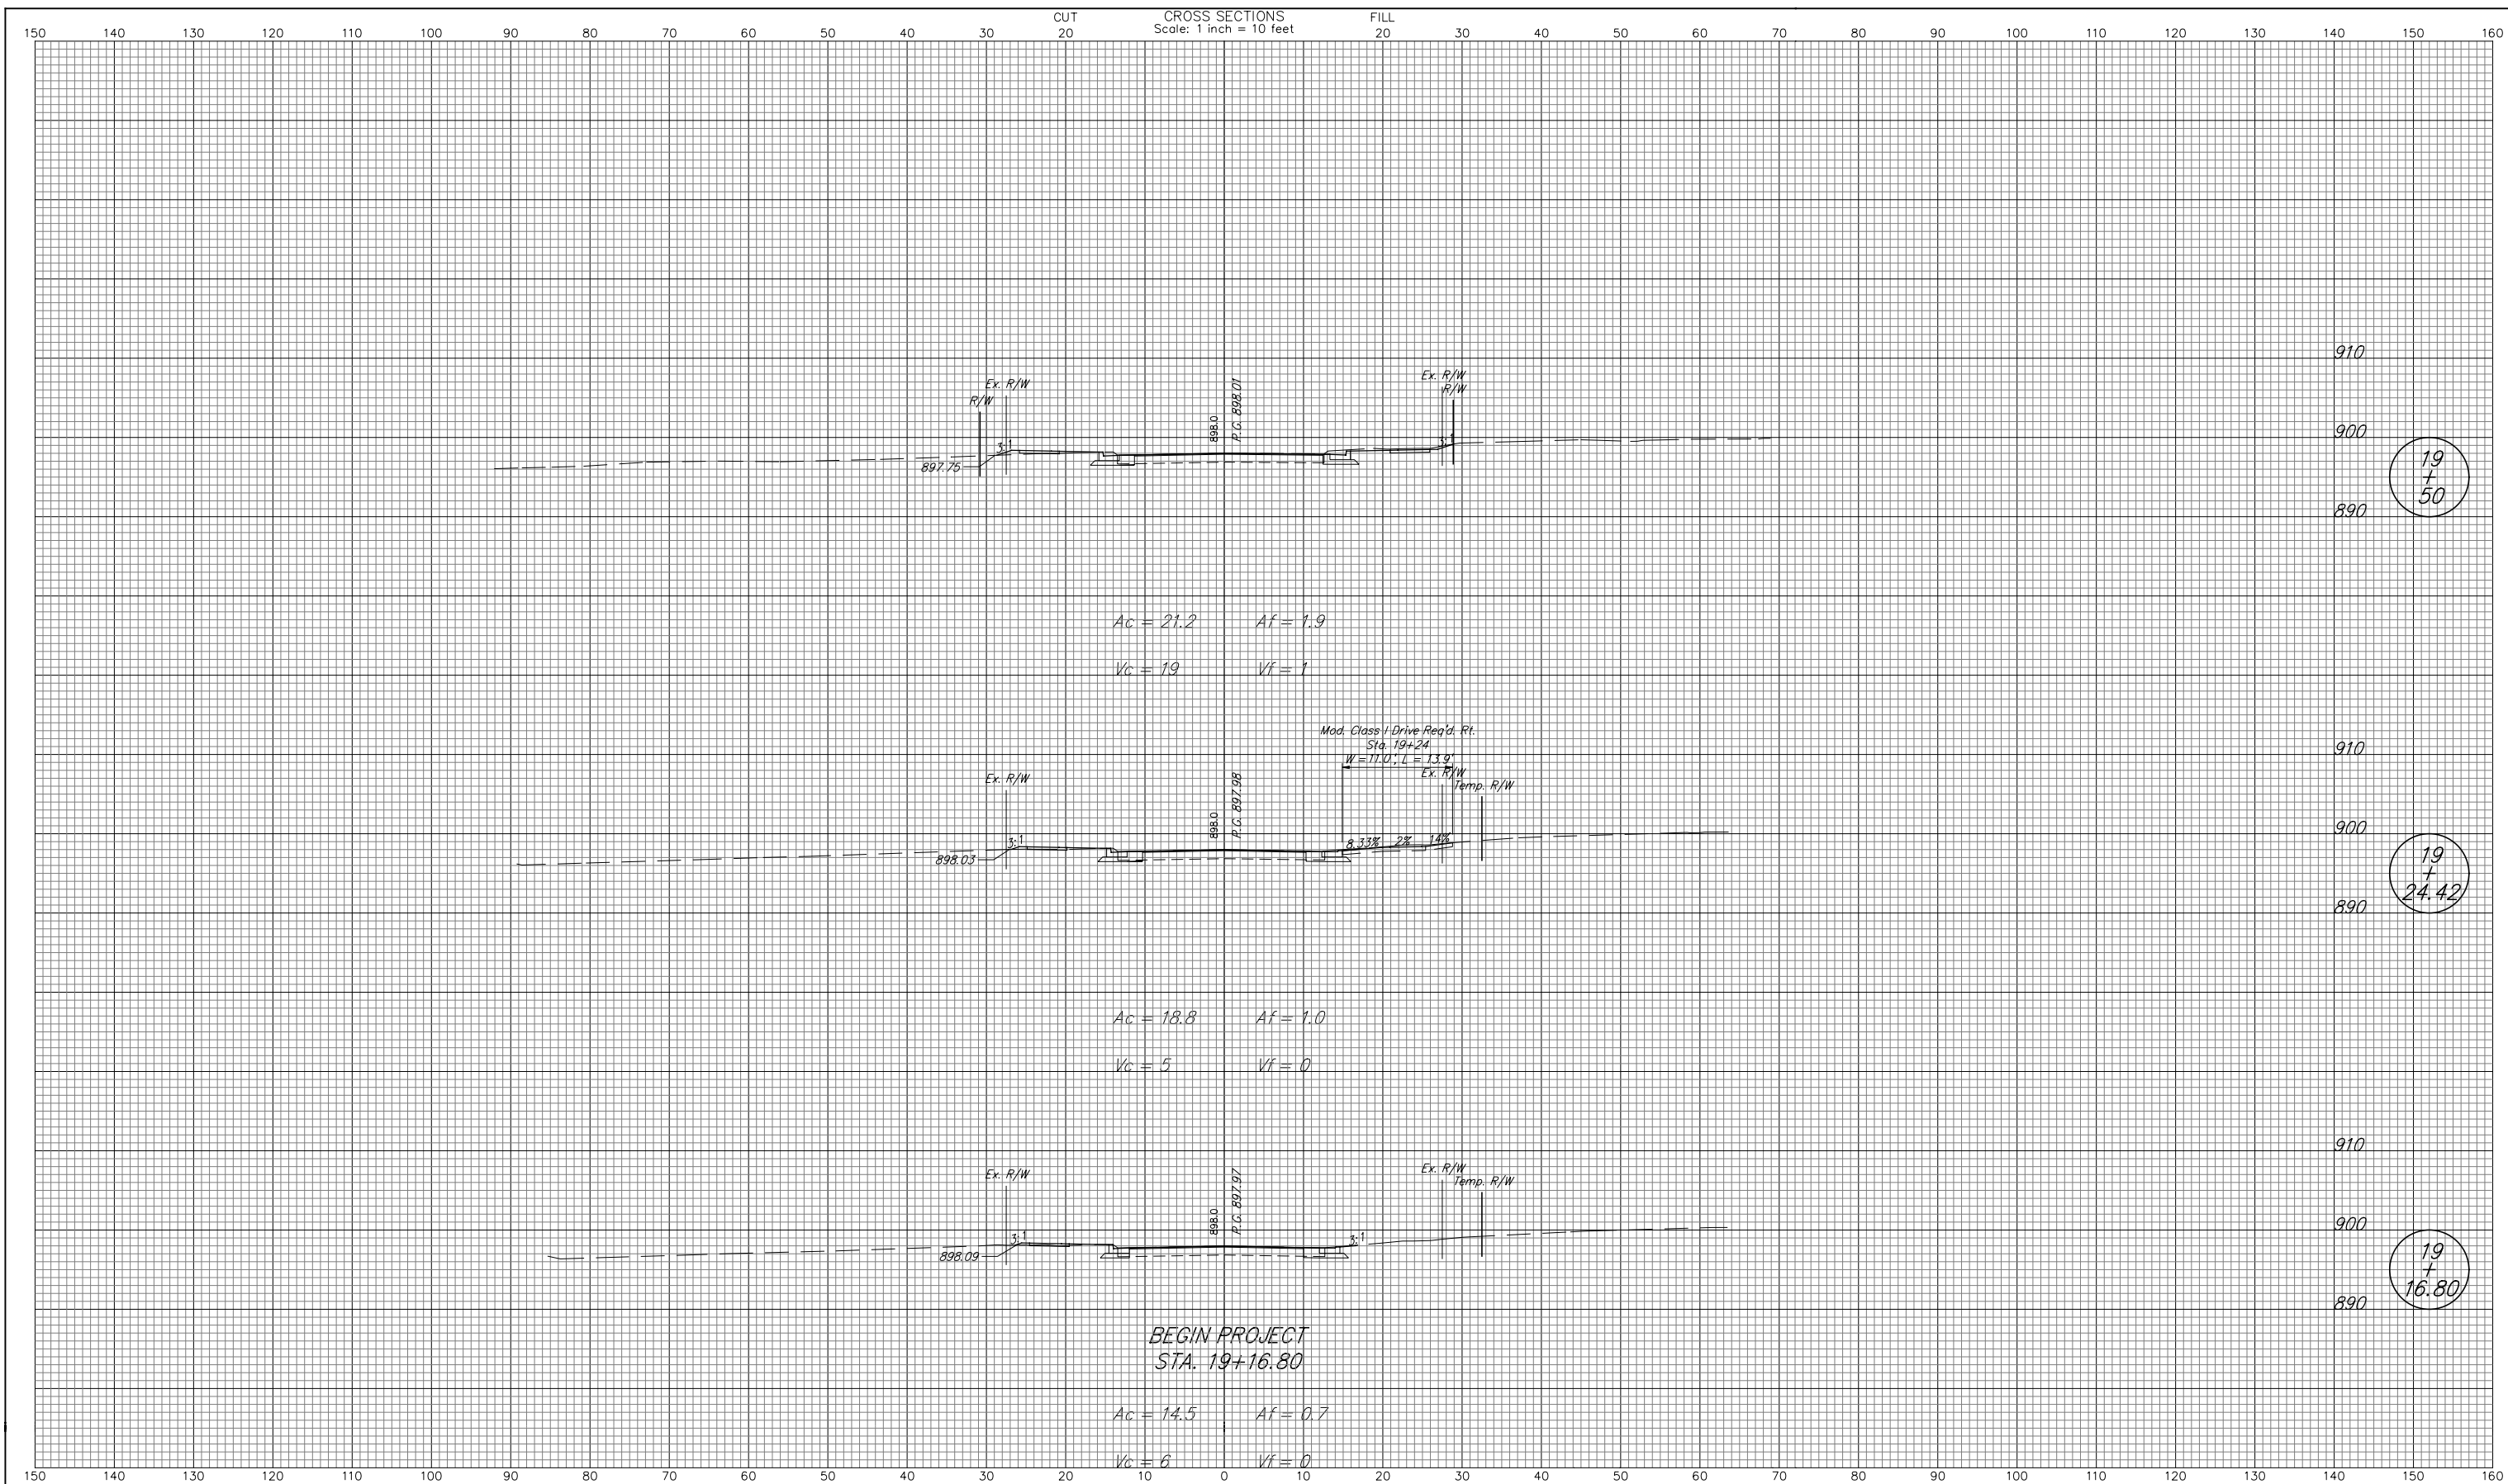 CUT CROSS SECTIONS FILL
Scale: 1 inch = 10 feet
150 140 130 120 110 100 90 80 70 60 50 40 30 20 20 30 40 50 60 70 80 90 100 110 120 130 140 150 160
910
Ex. R/W
R/W
3:1
897.75
898.0
P.G. 898.01
Ex. R/W
R/W
3:1
900
890
19
+
50
Ac = 21.2 Af = 1.9
Vc = 19 Vf = 1
Mod. Class I Drive Req'd. Rt.
Sta. 19+24
W = 11.0', L = 13.9'
910
Ex. R/W
3:1
898.03
898.0
P.G. 897.98
Ex. R/W
Temp. R/W
8.33% 2% 14%
900
890
19
+
24.42
Ac = 18.8 Af = 1.0
Vc = 5 Vf = 0
910
Ex. R/W
3:1
898.09
898.0
P.G. 897.97
Ex. R/W
Temp. R/W
3:1
900
890
19
+
16.80
BEGIN PROJECT
STA. 19+16.80
Ac = 14.5 Af = 0.7
Vc = 6 Vf = 0
150 140 130 120 110 100 90 80 70 60 50 40 30 20 10 0 10 20 30 40 50 60 70 80 90 100 110 120 130 140 150 160